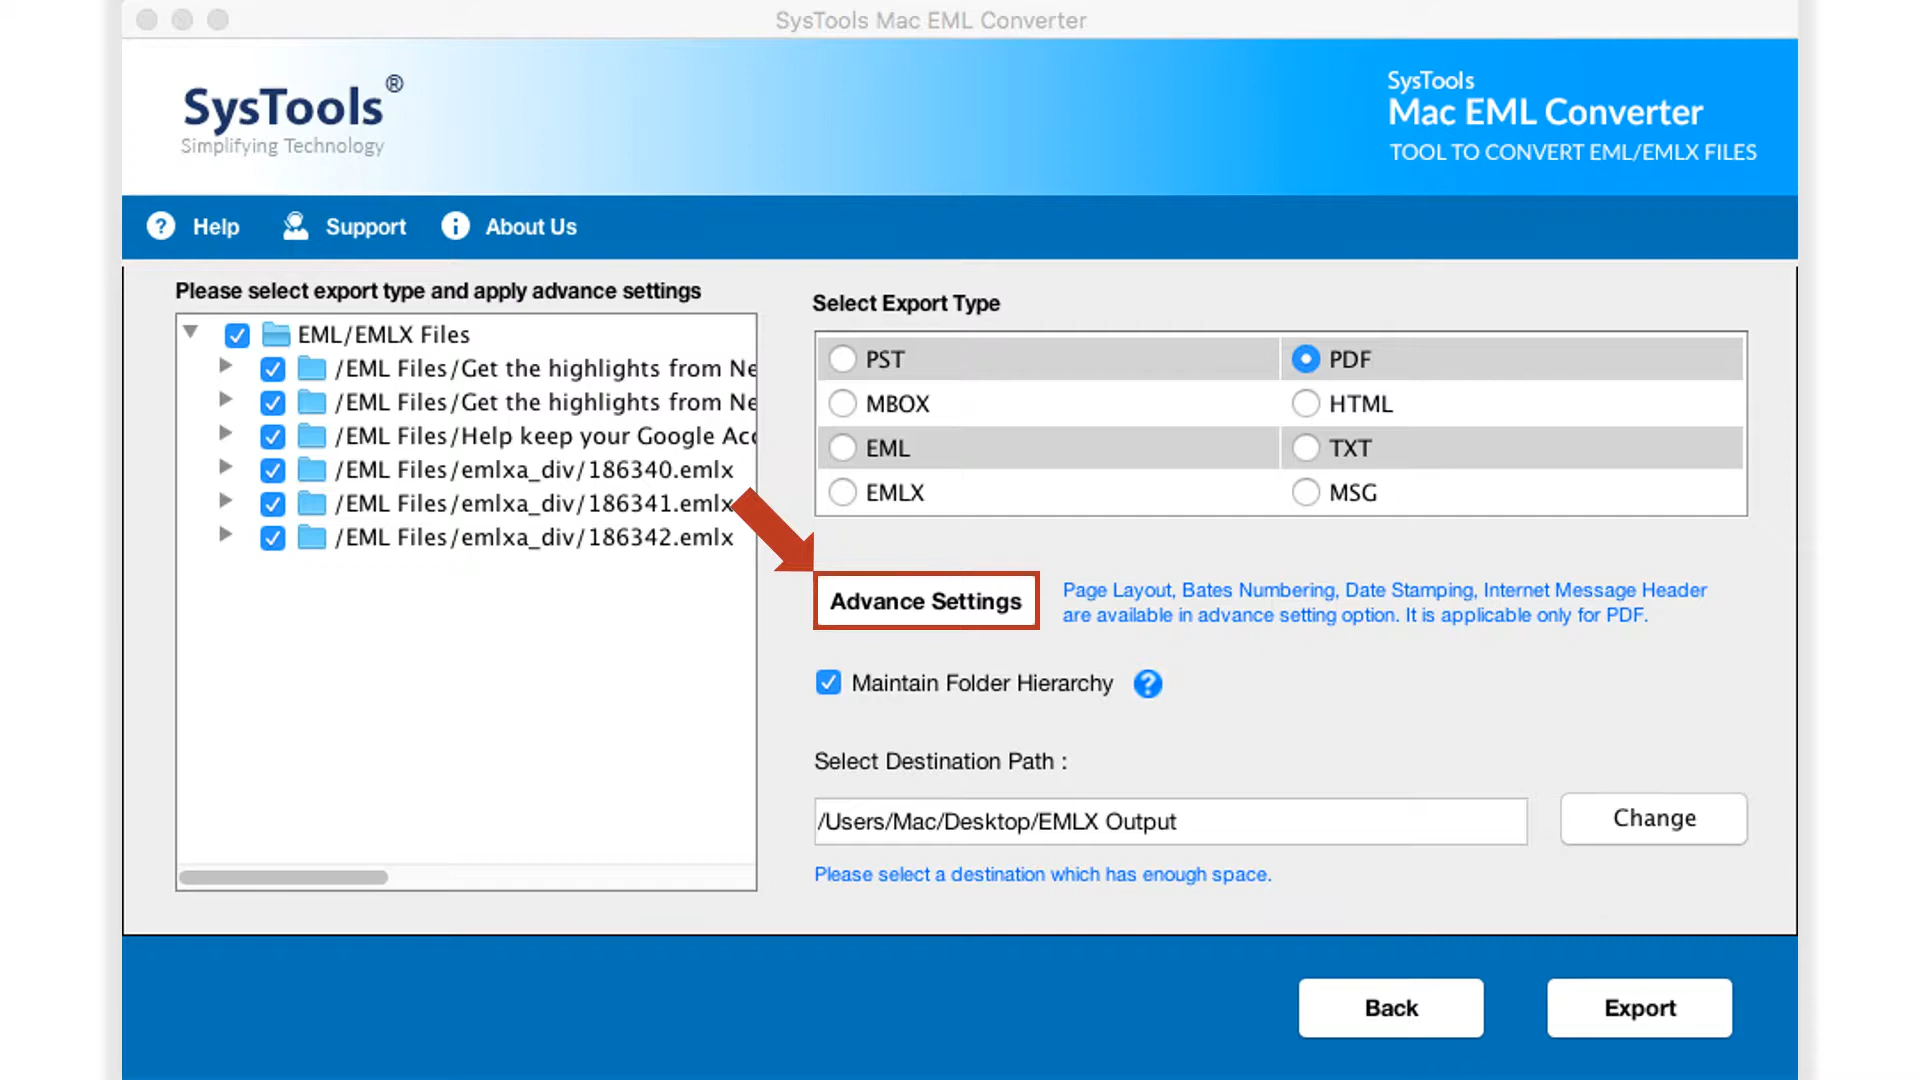 SysTools Mac EML Converter
SysTools®
Simplifying Technology
SysTools
Mac EML Converter
TOOL TO CONVERT EML/EMLX FILES
? Help Support i About Us
Please select export type and apply advance settings
EML/EMLX Files
/EML Files/Get the highlights from Ne
/EML Files/Get the highlights from Ne
/EML Files/Help keep your Google Acc
/EML Files/emlxa_div/186340.emlx
/EML Files/emlxa_div/186341.emlx
/EML Files/emlxa_div/186342.emlx
Select Export Type
PST PDF
MBOX HTML
EML TXT
EMLX MSG
Advance Settings
Page Layout, Bates Numbering, Date Stamping, Internet Message Header
are available in advance setting option. It is applicable only for PDF.
Maintain Folder Hierarchy ?
Select Destination Path :
/Users/Mac/Desktop/EMLX Output
Change
Please select a destination which has enough space.
Back Export